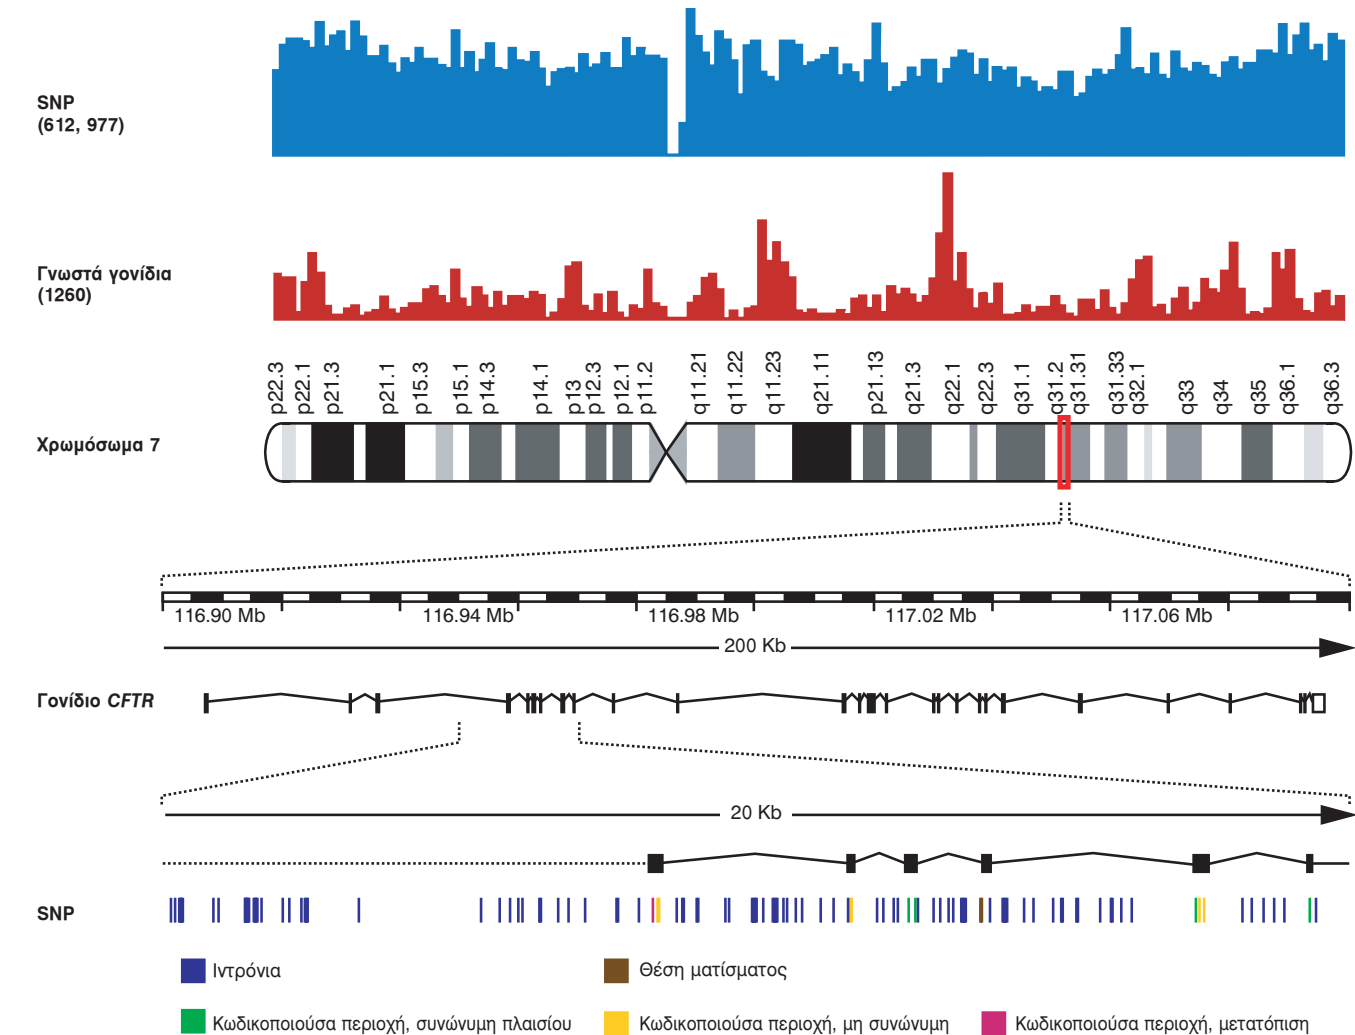 SNP
(612, 977)
Γνωστά γονίδια
(1260)
p22.3 p22.1 p21.3 p21.1 p15.3 p15.1 p14.3 p14.1 p13 p12.3 p12.1 p11.2 q11.21 q11.22 q11.23 q21.11 p21.13 q21.3 q22.1 q22.3 q31.1 q31.2 q31.31 q31.33 q32.1 q33 q34 q35 q36.1 q36.3
Χρωμόσωμα 7
116.90 Mb 116.94 Mb 116.98 Mb 117.02 Mb 117.06 Mb
200 Kb
Γονίδιο CFTR
20 Kb
SNP
Ιντρόνια Θέση ματίσματος
Κωδικοποιούσα περιοχή, συνώνυμη πλαισίου Κωδικοποιούσα περιοχή, μη συνώνυμη Κωδικοποιούσα περιοχή, μετατόπιση